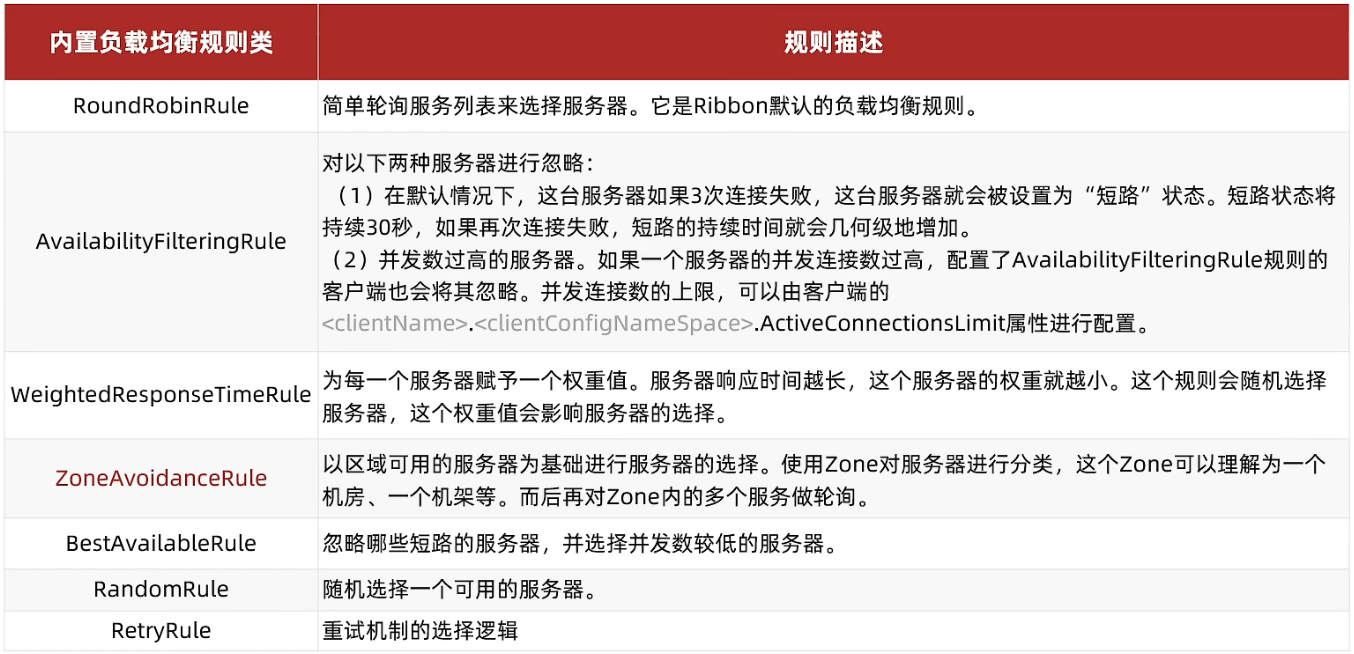 内置负载均衡规则类 规则描述
RoundRobinRule 简单轮询服务列表来选择服务器。它是Ribbon默认的负载均衡规则。
对以下两种服务器进行忽略：
（1）在默认情况下，这台服务器如果3次连接失败，这台服务器就会被设置为“短路”状态。短路状态将
持续30秒，如果再次连接失败，短路的持续时间就会几何级地增加。
AvailabilityFilteringRule
（2）并发数过高的服务器。如果一个服务器的并发连接数过高，配置了AvailabilityFilteringRule规则的
客户端也会将其忽略。并发连接数的上限，可以由客户端的
<clientName>.<clientConfigNameSpace>.ActiveConnectionsLimit属性进行配置。
WeightedResponseTimeRule 为每一个服务器赋予一个权重值。服务器响应时间越长，这个服务器的权重就越小。这个规则会随机选择
服务器，这个权重值会影响服务器的选择。
ZoneAvoidanceRule 以区域可用的服务器为基础进行服务器的选择。使用Zone对服务器进行分类，这个Zone可以理解为一个
机房、一个机架等。而后再对Zone内的多个服务做轮询。
BestAvailableRule 忽略哪些短路的服务器，并选择并发数较低的服务器。
RandomRule 随机选择一个可用的服务器。
RetryRule 重试机制的选择逻辑